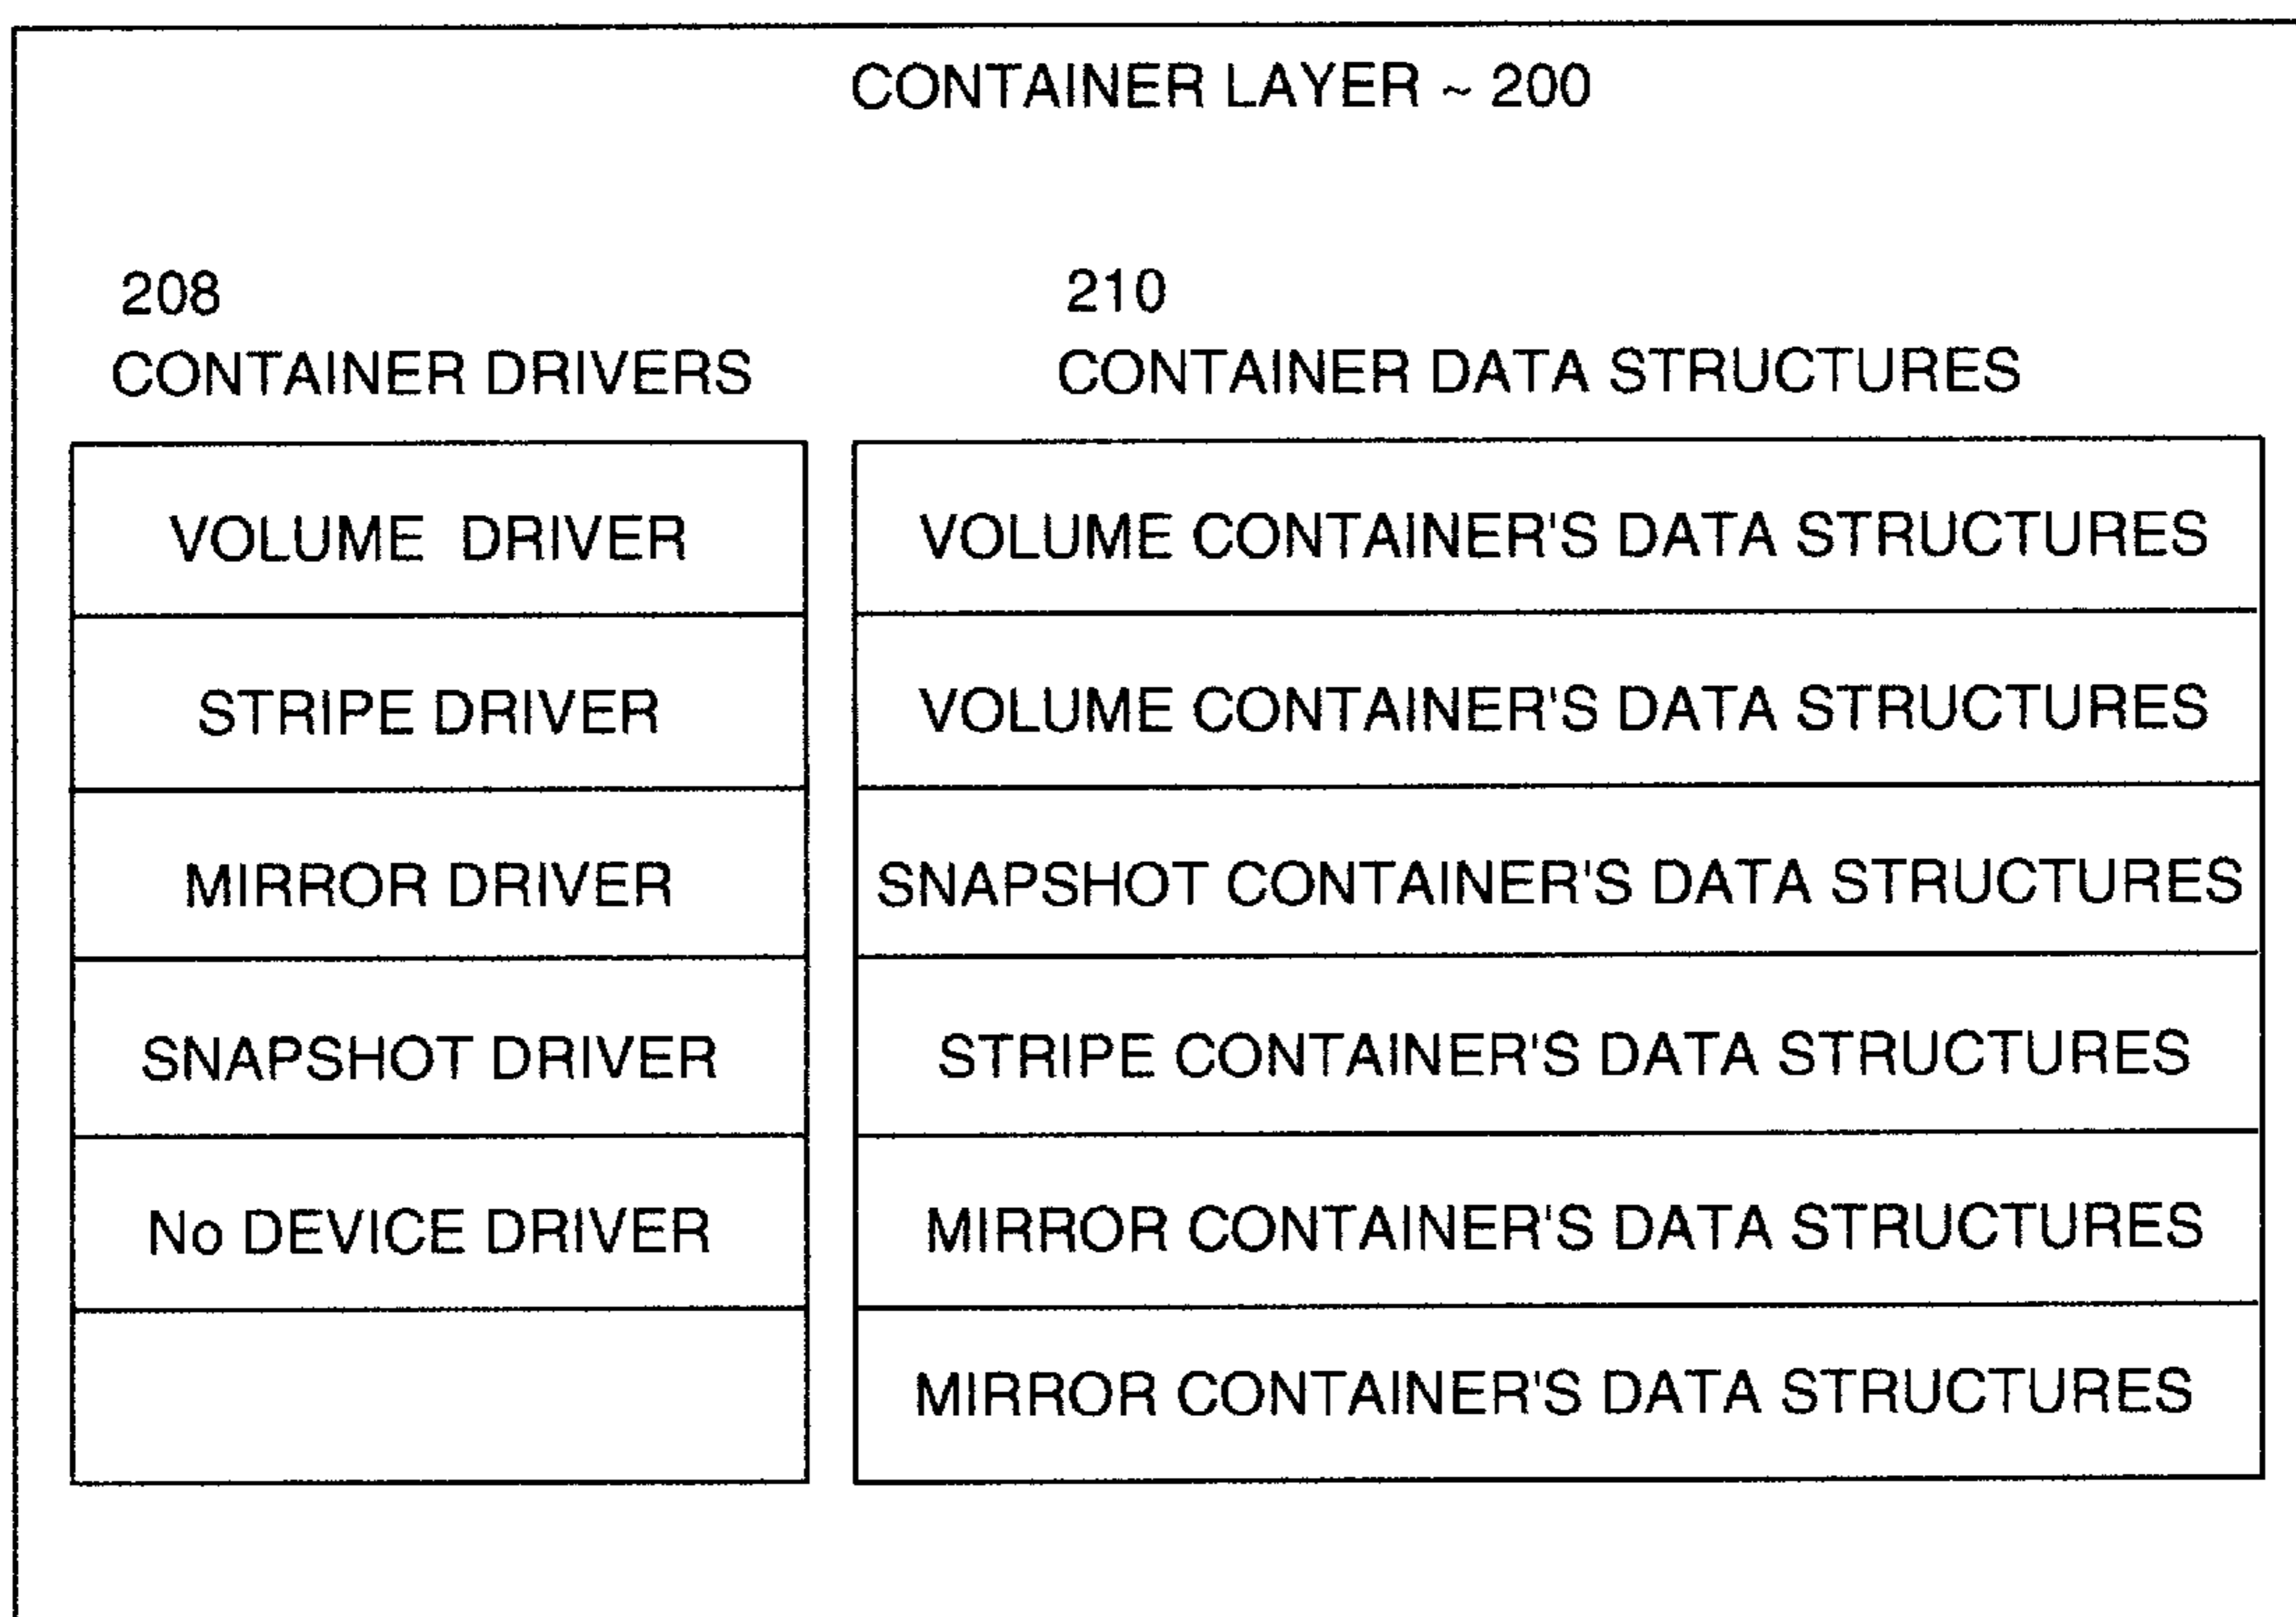 CONTAINER LAYER ~ 200
208
CONTAINER DRIVERS
VOLUME DRIVER
STRIPE DRIVER
MIRROR DRIVER
SNAPSHOT DRIVER
No DEVICE DRIVER
210
CONTAINER DATA STRUCTURES
VOLUME CONTAINER'S DATA STRUCTURES
VOLUME CONTAINER'S DATA STRUCTURES
SNAPSHOT CONTAINER'S DATA STRUCTURES
STRIPE CONTAINER'S DATA STRUCTURES
MIRROR CONTAINER'S DATA STRUCTURES
MIRROR CONTAINER'S DATA STRUCTURES